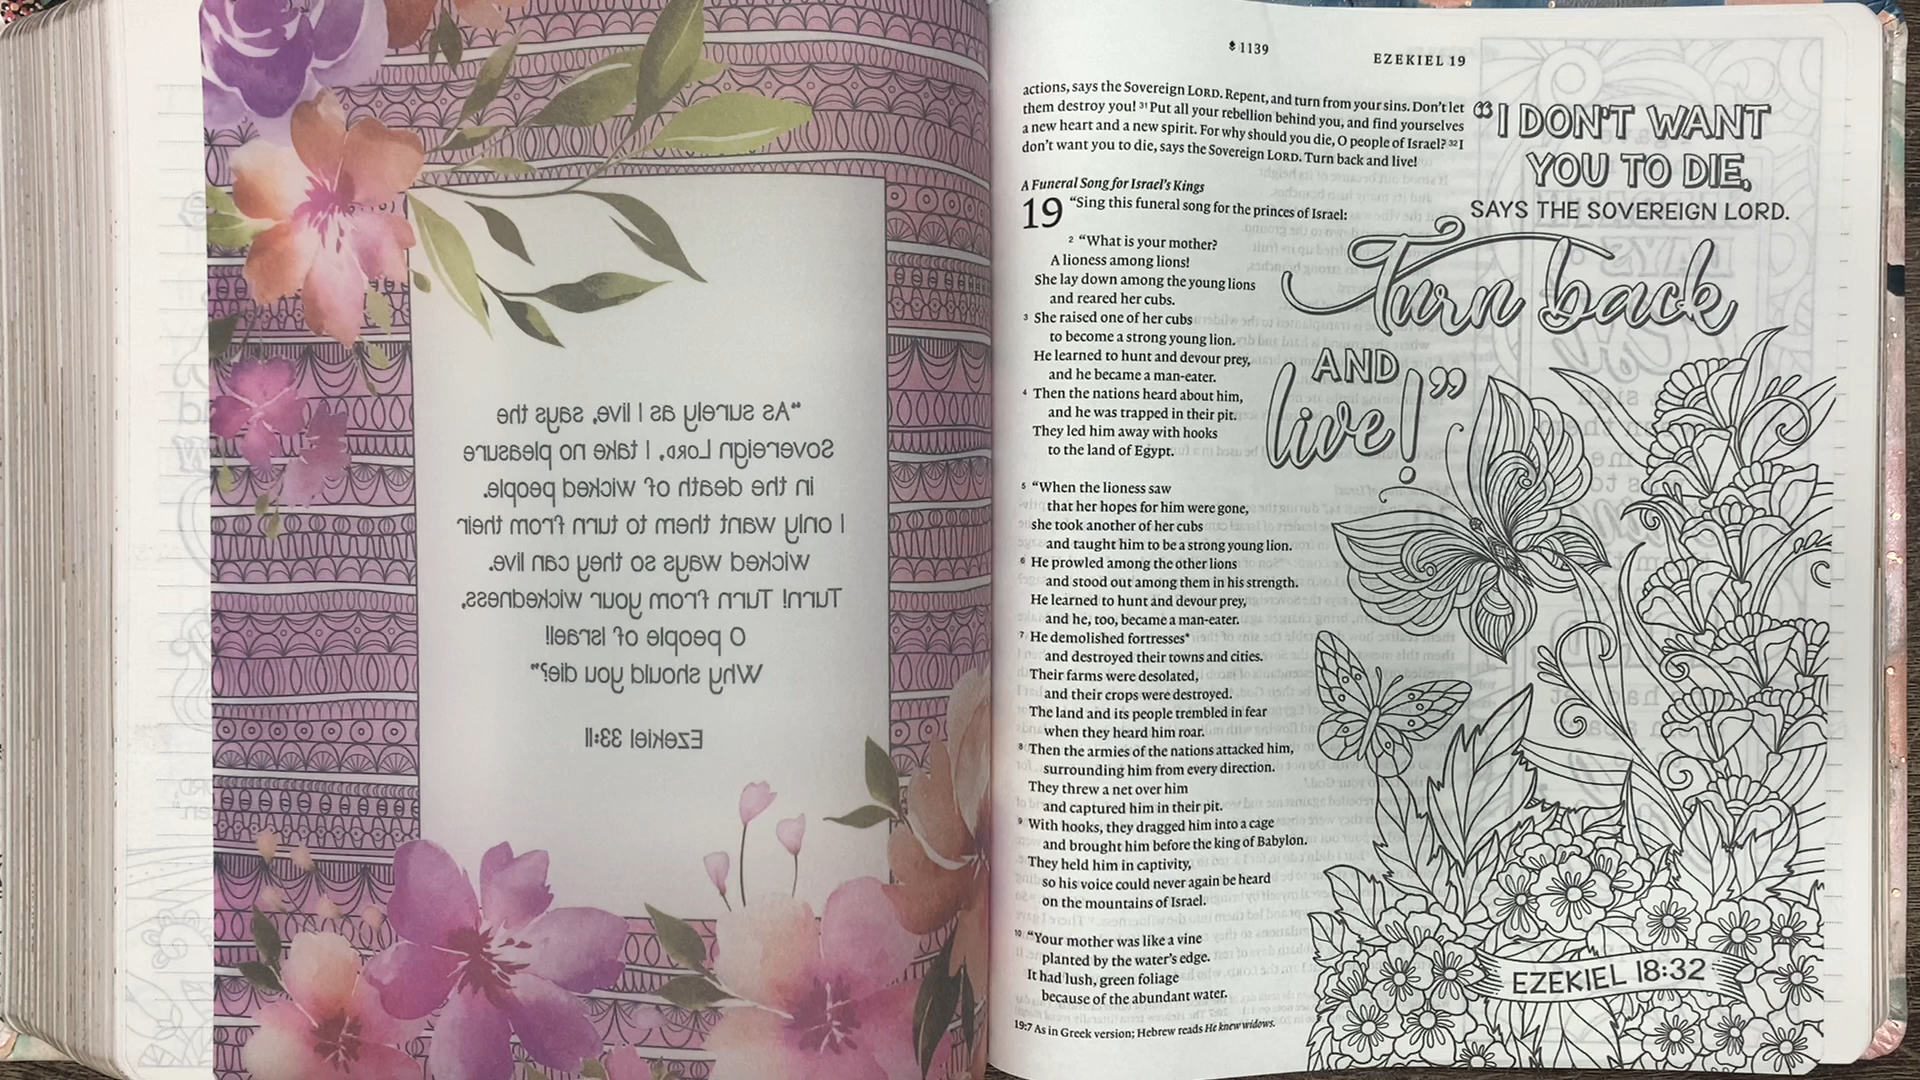 “As surely as I live, says the
Sovereign LORD, I take no pleasure
in the death of wicked people.
I only want them to turn from their
wicked ways so they can live.
Turn! Turn from your wickedness,
O people of Israel!
Why should you die?”
Ezekiel 33:11
1139
EZEKIEL 19
actions, says the Sovereign LORD. Repent, and turn from your sins. Don’t let
them destroy you! 31 Put all your rebellion behind you, and find yourselves
a new heart and a new spirit. For why should you die, O people of Israel? 32 I
don’t want you to die, says the Sovereign LORD. Turn back and live!
A Funeral Song for Israel’s Kings
19 “Sing this funeral song for the princes of Israel:
2 “What is your mother?
A lioness among lions!
She lay down among the young lions
and reared her cubs.
3 She raised one of her cubs
to become a strong young lion.
He learned to hunt and devour prey,
and he became a man-eater.
4 Then the nations heard about him,
and he was trapped in their pit.
They led him away with hooks
to the land of Egypt.
5 “When the lioness saw
that her hopes for him were gone,
she took another of her cubs
and taught him to be a strong young lion.
6 He prowled among the other lions
and stood out among them in his strength.
He learned to hunt and devour prey,
and he, too, became a man-eater.
7 He demolished fortresses*
and destroyed their towns and cities.
Their farms were desolated,
and their crops were destroyed.
The land and its people trembled in fear
when they heard him roar.
8 Then the armies of the nations attacked him,
surrounding him from every direction.
They threw a net over him
and captured him in their pit.
9 With hooks, they dragged him into a cage
and brought him before the king of Babylon.
They held him in captivity,
so his voice could never again be heard
on the mountains of Israel.
10 “Your mother was like a vine
planted by the water’s edge.
It had lush, green foliage
because of the abundant water.
19:7 As in Greek version; Hebrew reads He knew widows.
“I DON’T WANT
YOU TO DIE,
SAYS THE SOVEREIGN LORD.
Turn back
AND
live!”
EZEKIEL 18:32